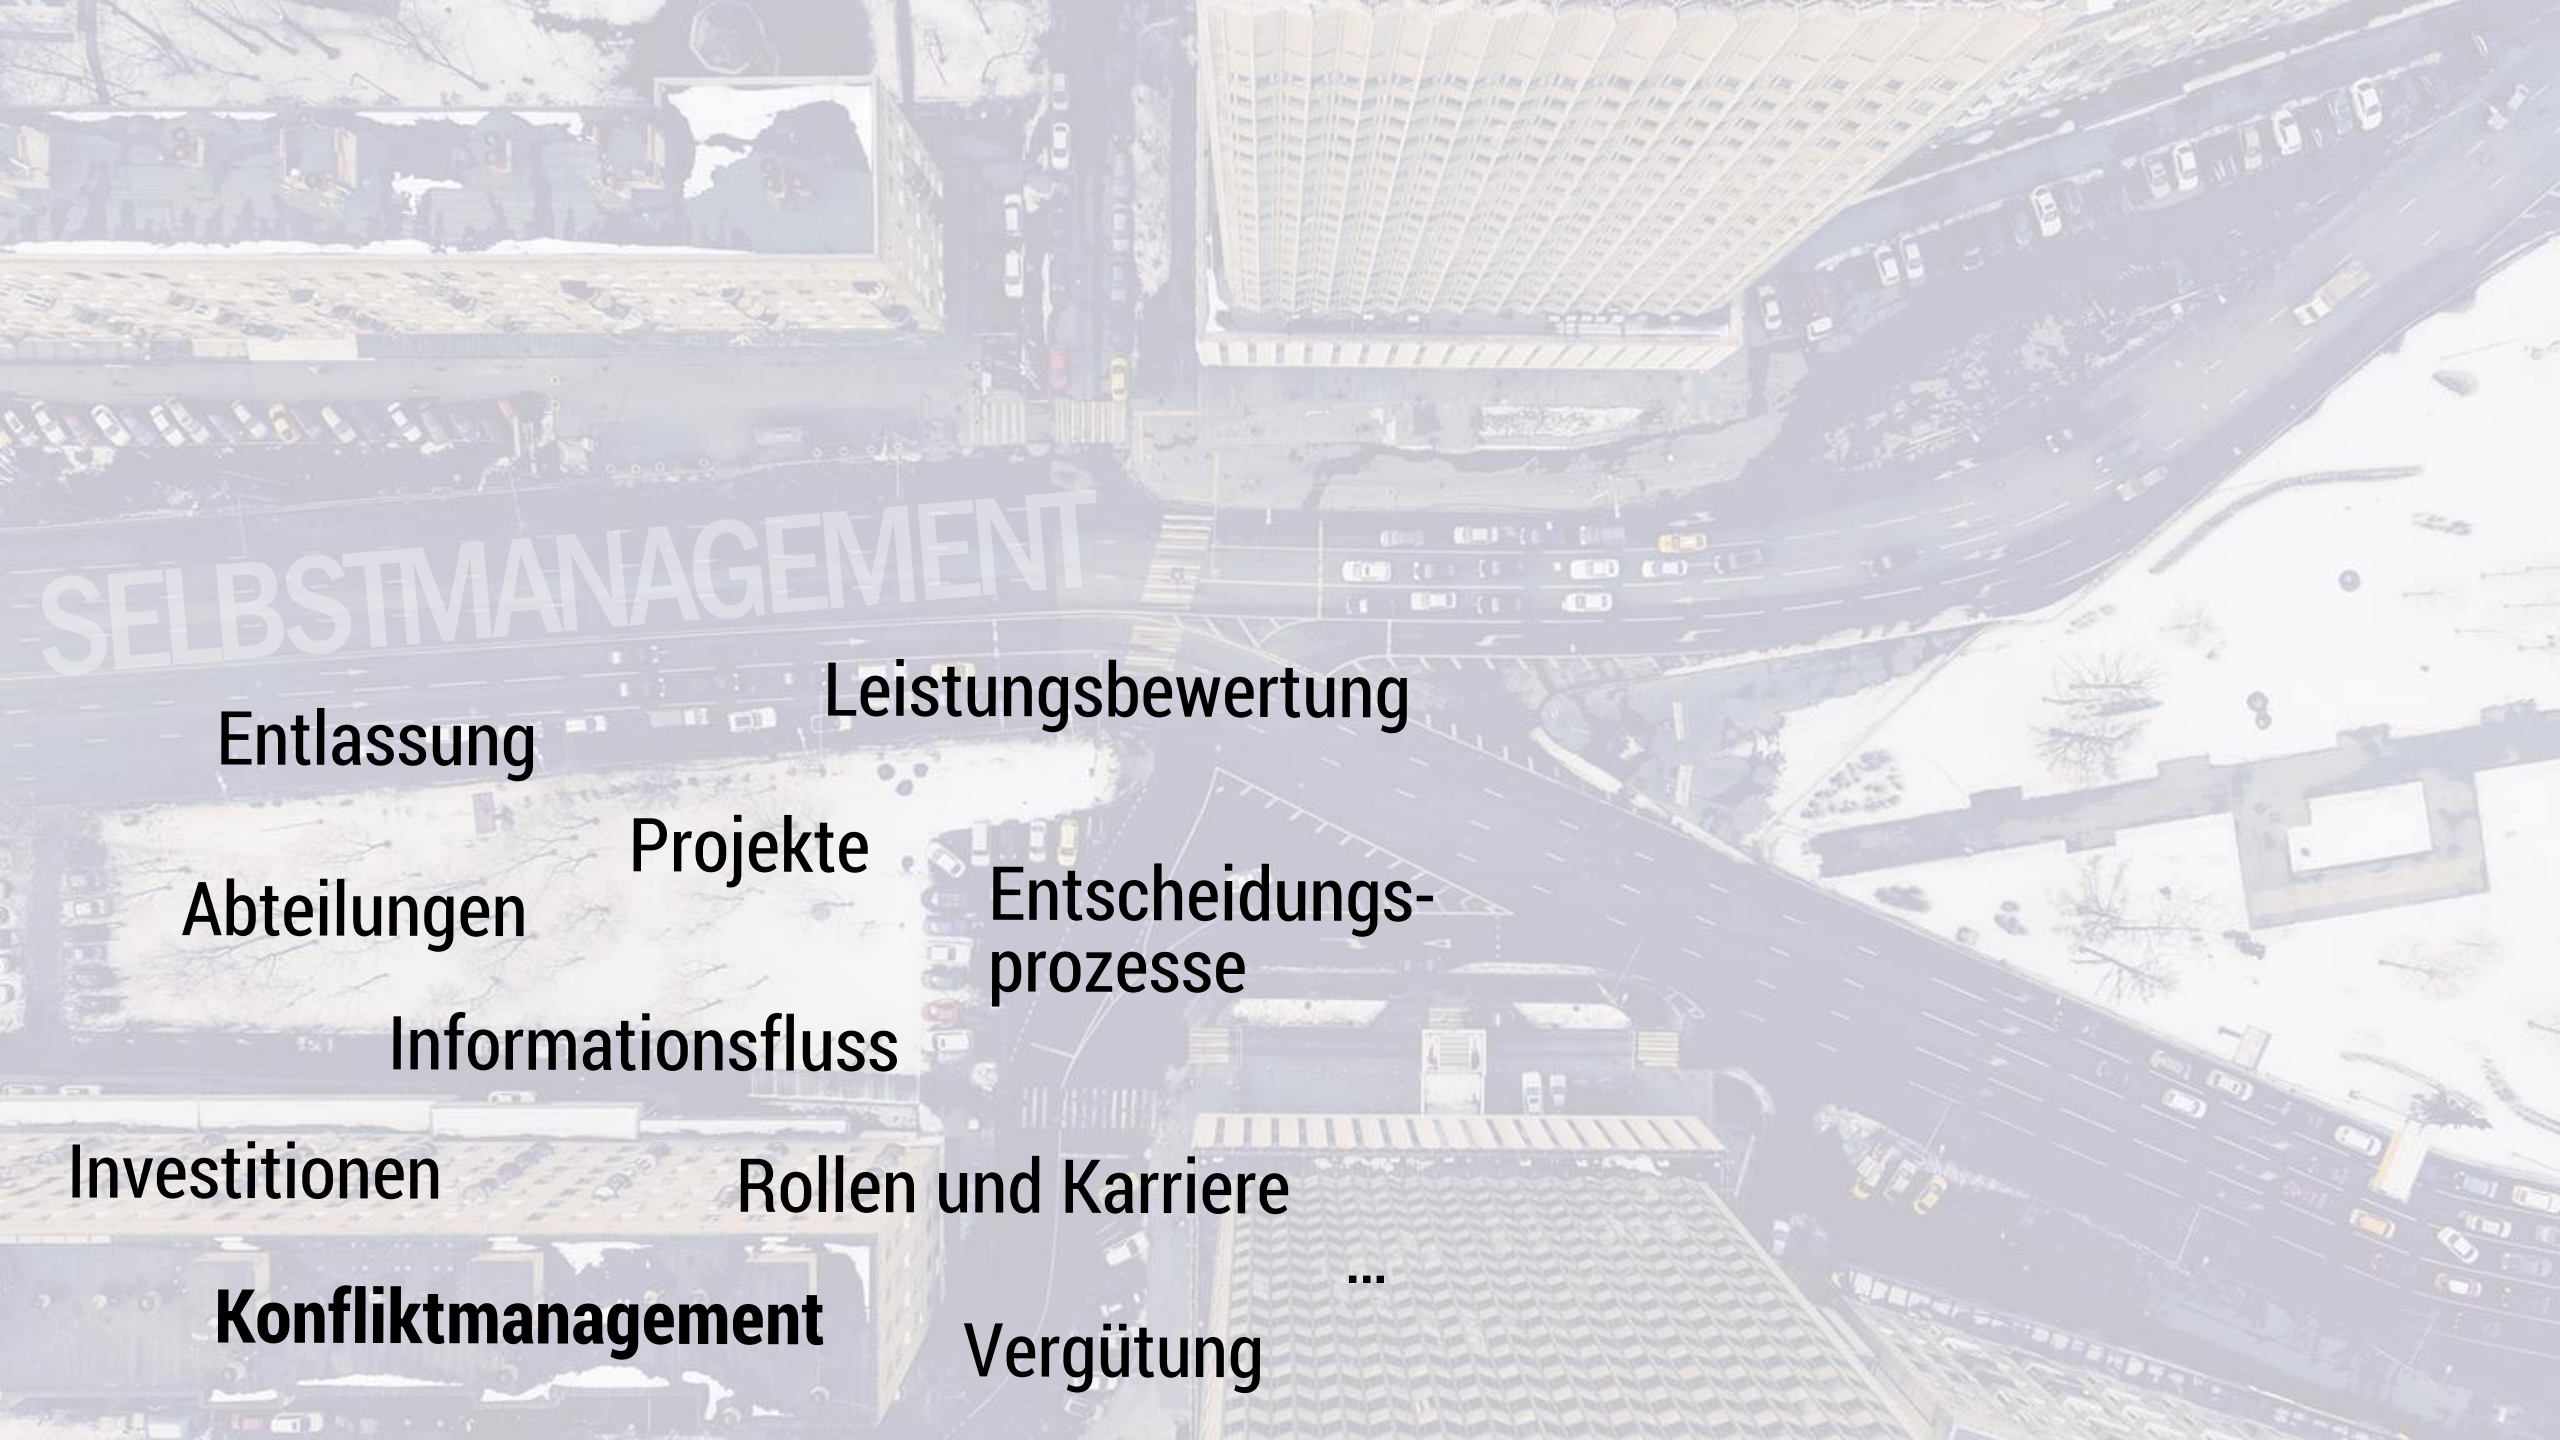 SELBSTMANAGEMENT
Leistungsbewertung
Entlassung
Projekte
Abteilungen
Entscheidungs-
prozesse
Informationsfluss
Investitionen
Rollen und Karriere
...
Konfliktmanagement
Vergütung